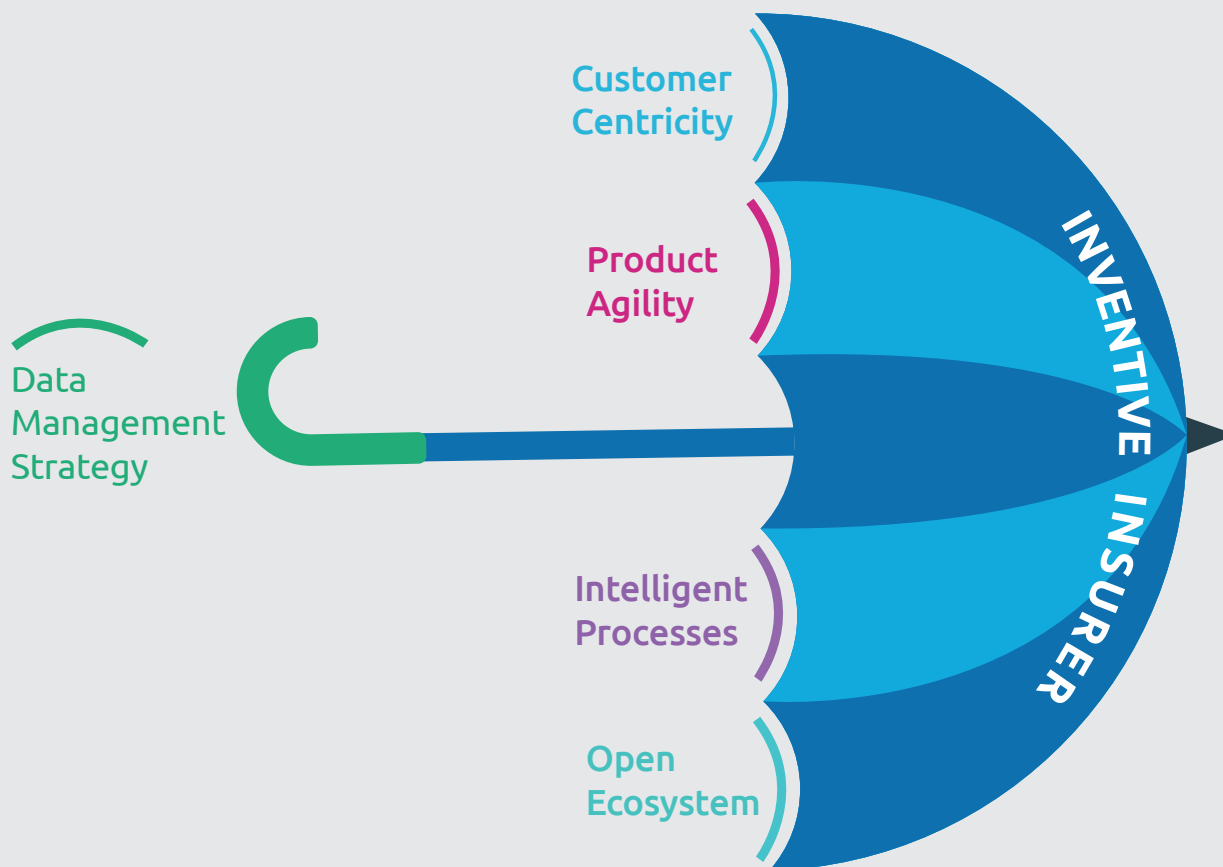 Customer
Centricity
Product
Agility
Data
Management
Strategy
Intelligent
Processes
Open
Ecosystem
INVENTIVE INSURER